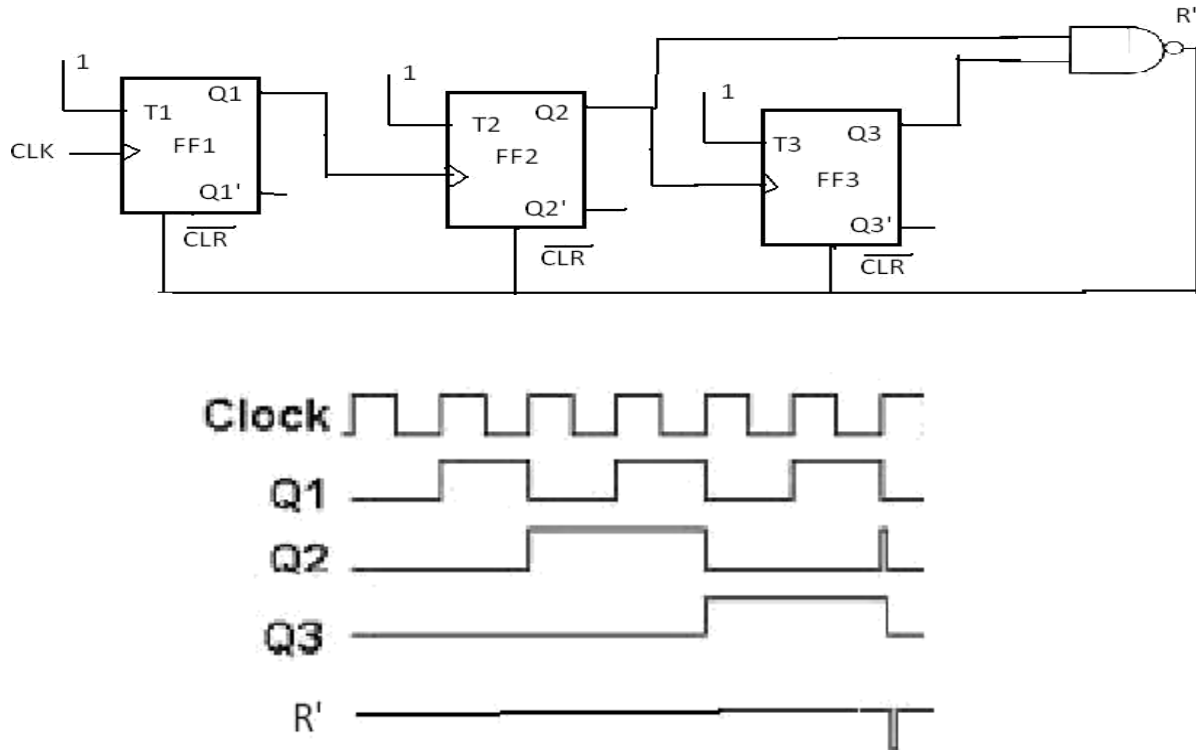 R'
1
T1
Q1
CLK
FF1
Q1'
CLR
1
T2
Q2
FF2
Q2'
CLR
1
T3
Q3
FF3
Q3'
CLR
Clock
Q1
Q2
Q3
R'